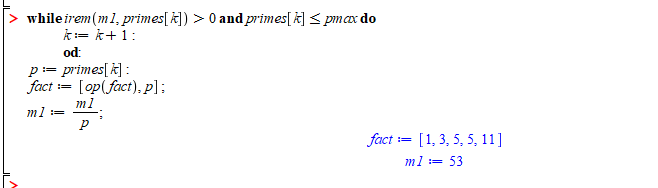 > while irem(m1, primes[k]) > 0 and primes[k] ≤ pmax do
k := k + 1 :
od:
p := primes[k] :
fact := [op(fact), p] ;
m1 := m1/p ;
fact := [1, 3, 5, 5, 11]
m1 := 53
>